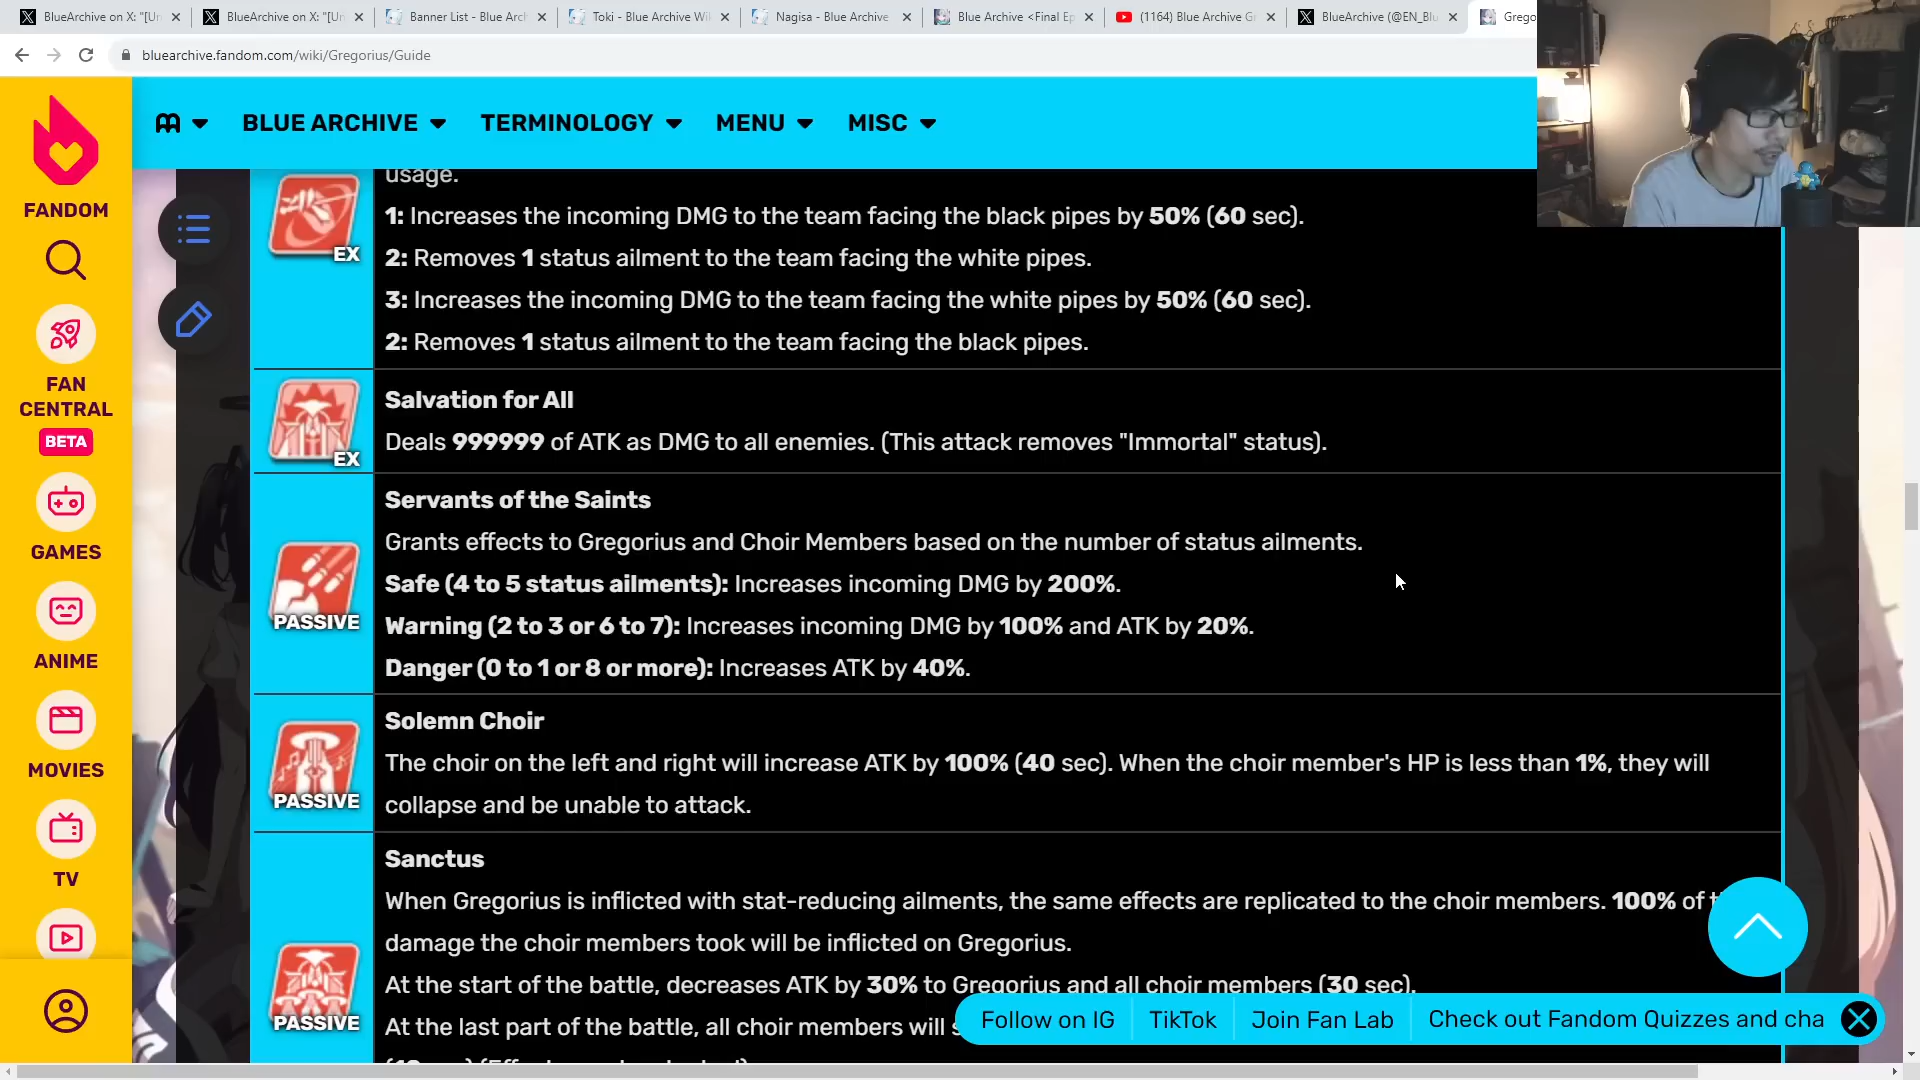 BlueArchive on X: "[Un
BlueArchive on X: "[Un
Banner List - Blue Arch
Toki - Blue Archive Wi
Nagisa - Blue Archive
Blue Archive <Final Ep
(1164) Blue Archive G
BlueArchive (@EN_Blu
Grego
bluearchive.fandom.com/wiki/Gregorius/Guide
BLUE ARCHIVE
TERMINOLOGY
MENU
MISC
FANDOM
FAN
CENTRAL
BETA
GAMES
ANIME
MOVIES
TV
EX
usage.
1: Increases the incoming DMG to the team facing the black pipes by 50% (60 sec).
2: Removes 1 status ailment to the team facing the white pipes.
3: Increases the incoming DMG to the team facing the white pipes by 50% (60 sec).
2: Removes 1 status ailment to the team facing the black pipes.
EX
Salvation for All
Deals 999999 of ATK as DMG to all enemies. (This attack removes "Immortal" status).
PASSIVE
Servants of the Saints
Grants effects to Gregorius and Choir Members based on the number of status ailments.
Safe (4 to 5 status ailments): Increases incoming DMG by 200%.
Warning (2 to 3 or 6 to 7): Increases incoming DMG by 100% and ATK by 20%.
Danger (0 to 1 or 8 or more): Increases ATK by 40%.
PASSIVE
Solemn Choir
The choir on the left and right will increase ATK by 100% (40 sec). When the choir member's HP is less than 1%, they will
collapse and be unable to attack.
PASSIVE
Sanctus
When Gregorius is inflicted with stat-reducing ailments, the same effects are replicated to the choir members. 100% of
damage the choir members took will be inflicted on Gregorius.
At the start of the battle, decreases ATK by 30% to Gregorius and all choir members (30 sec).
At the last part of the battle, all choir members will
Follow on IG
TikTok
Join Fan Lab
Check out Fandom Quizzes and cha